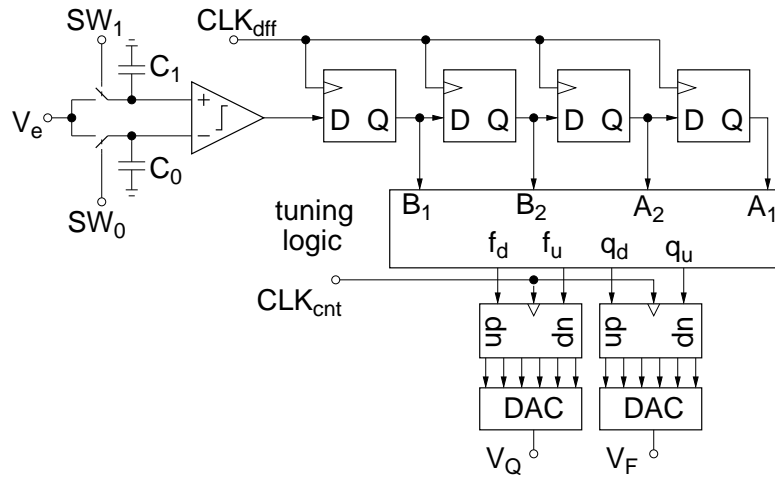 SW1 CLKdff
C1
+
Ve
−
D Q D Q D Q D Q
C0
SW0
tuning logic
B1 B2 A2 A1
fd fu qd qu
CLKcnt
up dn up dn
DAC DAC
VQ VF